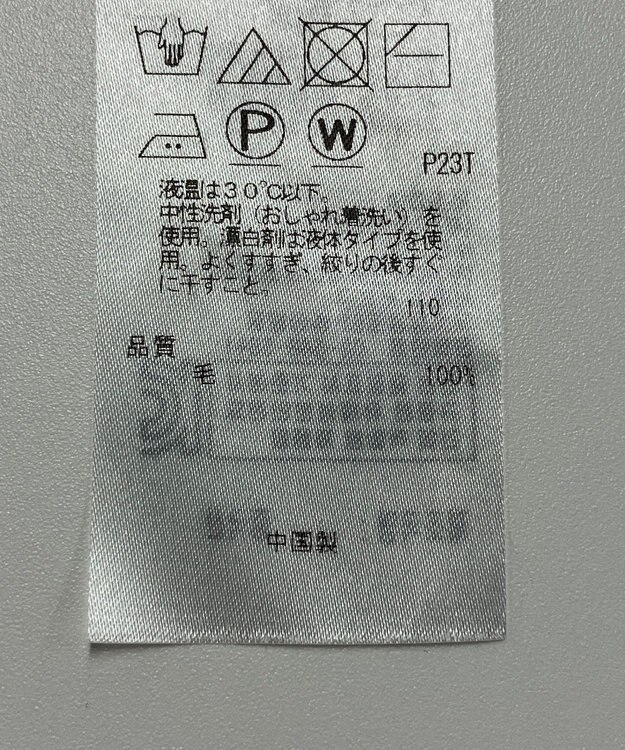 P W
P23T
液温は30℃以下。
中性洗剤（おしゃれ着洗い）を
使用。漂白剤は液体タイプを使
用。よくすすぎ、絞りの後すぐ
に干すこと。
110
品質
毛 100%
中国製